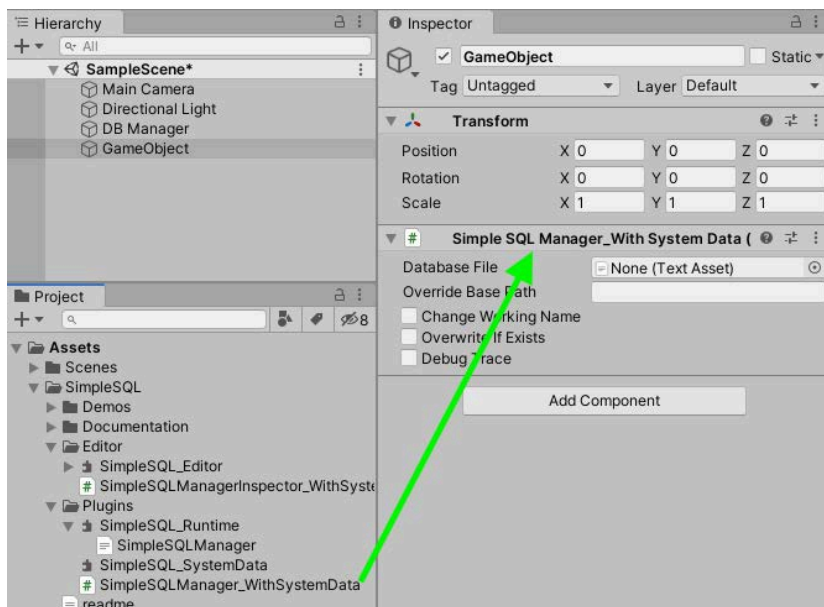 Hierarchy
All
SampleScene*
Main Camera
Directional Light
DB Manager
GameObject
Project
8
Assets
Scenes
SimpleSQL
Demos
Documentation
Editor
SimpleSQL_Editor
# SimpleSQLManagerInspector_WithSyste
Plugins
SimpleSQL_Runtime
SimpleSQLManager
SimpleSQL_SystemData
# SimpleSQLManager_WithSystemData
readme
Inspector
GameObject Static
Tag Untagged Layer Default
Transform
Position X 0 Y 0 Z 0
Rotation X 0 Y 0 Z 0
Scale X 1 Y 1 Z 1
# Simple SQL Manager_With System Data (
Database File None (Text Asset)
Override Base Path
Change Working Name
Overwrite If Exists
Debug Trace
Add Component